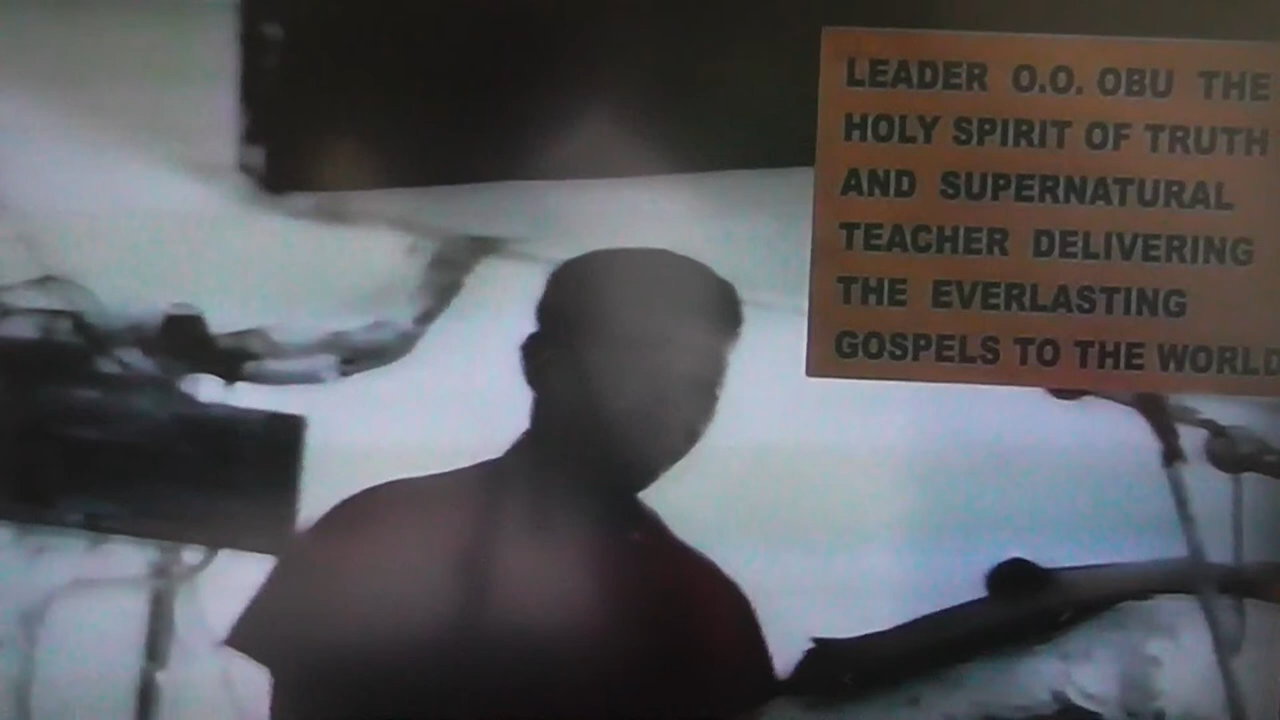 LEADER O.O. OBU THE
HOLY SPIRIT OF TRUTH
AND SUPERNATURAL
TEACHER DELIVERING
THE EVERLASTING
GOSPELS TO THE WORLD